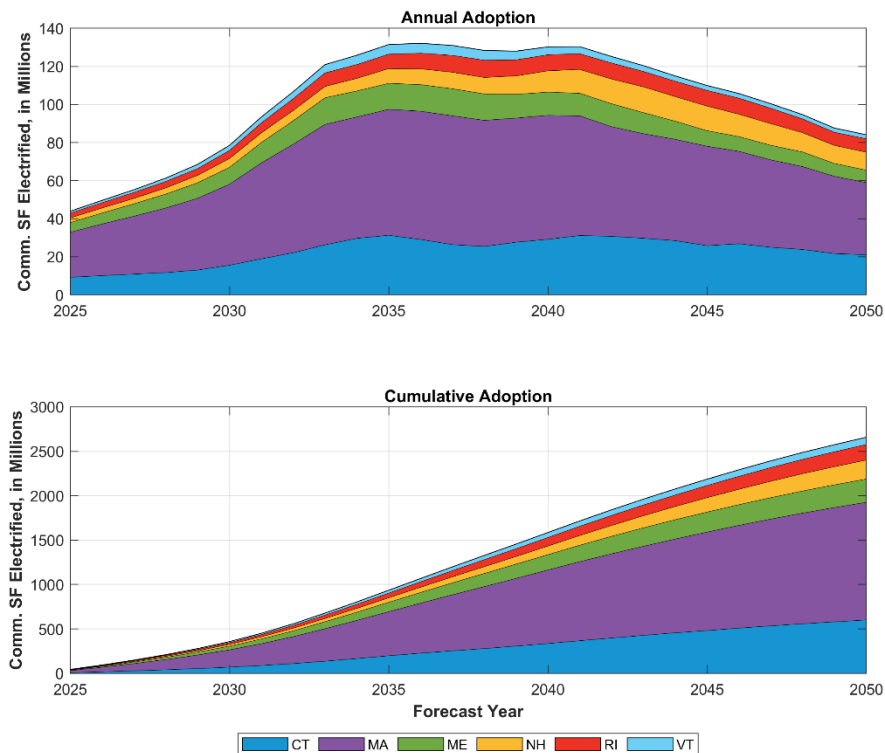 Annual Adoption
Comm. SF Electrified, in Millions
140
120
100
80
60
40
20
0
2025 2030 2035 2040 2045 2050
Cumulative Adoption
Comm. SF Electrified, in Millions
3000
2500
2000
1500
1000
500
0
2025 2030 2035 2040 2045 2050
Forecast Year
CT MA ME NH RI VT